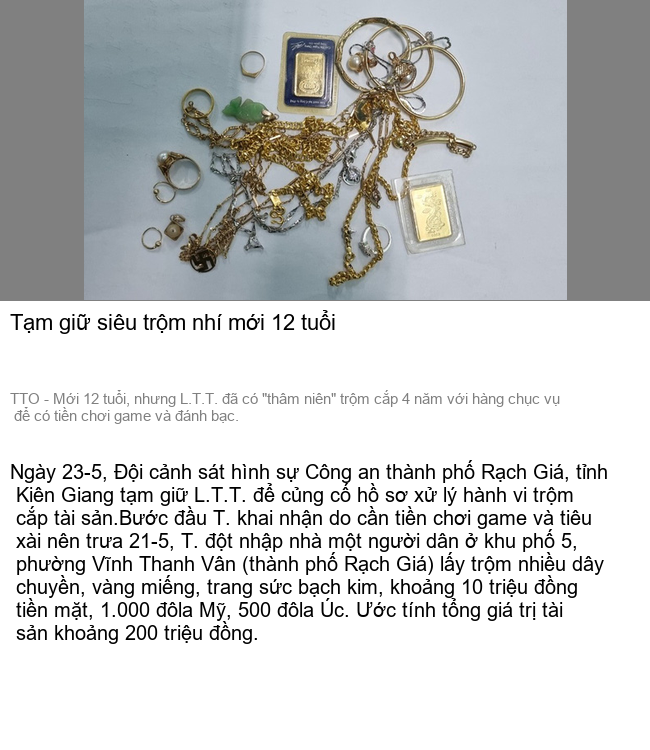 Tạm giữ siêu trộm nhí mới 12 tuổi
TTO - Mới 12 tuổi, nhưng L.T.T. đã có "thâm niên" trộm cắp 4 năm với hàng chục vụ
để có tiền chơi game và đánh bạc.
Ngày 23-5, Đội cảnh sát hình sự Công an thành phố Rạch Giá, tỉnh
Kiên Giang tạm giữ L.T.T. để củng cố hồ sơ xử lý hành vi trộm
cắp tài sản.Bước đầu T. khai nhận do cần tiền chơi game và tiêu
xài nên trưa 21-5, T. đột nhập nhà một người dân ở khu phố 5,
phường Vĩnh Thanh Vân (thành phố Rạch Giá) lấy trộm nhiều dây
chuyền, vàng miếng, trang sức bạch kim, khoảng 10 triệu đồng
tiền mặt, 1.000 đôla Mỹ, 500 đôla Úc. Ước tính tổng giá trị tài
sản khoảng 200 triệu đồng.